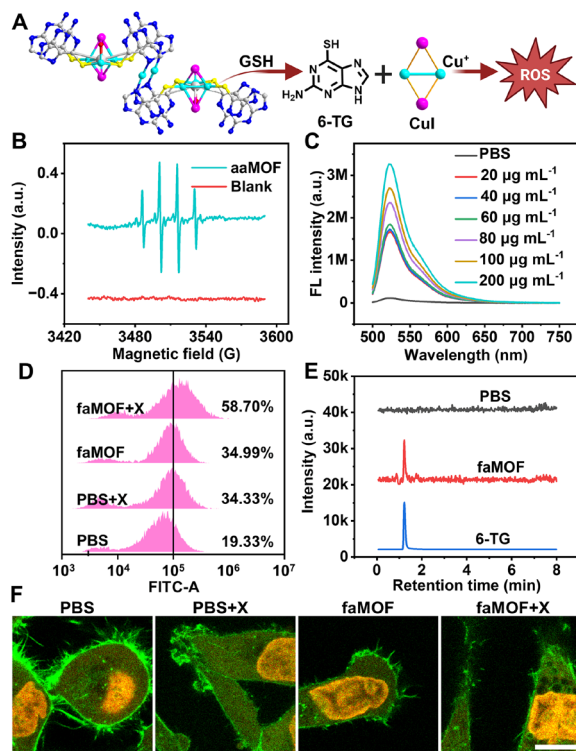 A
GSH
SH
N
N
H₂N
N
N
H
6-TG
+
Cu⁺
CuI
ROS
B
Intensity (a.u.)
0.4
0.0
−0.4
aaMOF
Blank
3420
3480
3540
3600
Magnetic field (G)
C
FL intensity (a.u.)
3M
2M
1M
0
PBS
20 µg mL⁻¹
40 µg mL⁻¹
60 µg mL⁻¹
80 µg mL⁻¹
100 µg mL⁻¹
200 µg mL⁻¹
500 550 600 650 700 750
Wavelength (nm)
D
faMOF+X 58.70%
faMOF 34.99%
PBS+X 34.33%
PBS 19.33%
10³ 10⁴ 10⁵ 10⁶ 10⁷
FITC-A
E
Intensity (a.u.)
50k
40k
30k
20k
10k
0
PBS
faMOF
6-TG
0 2 4 6 8
Retention time (min)
F
PBS PBS+X faMOF faMOF+X